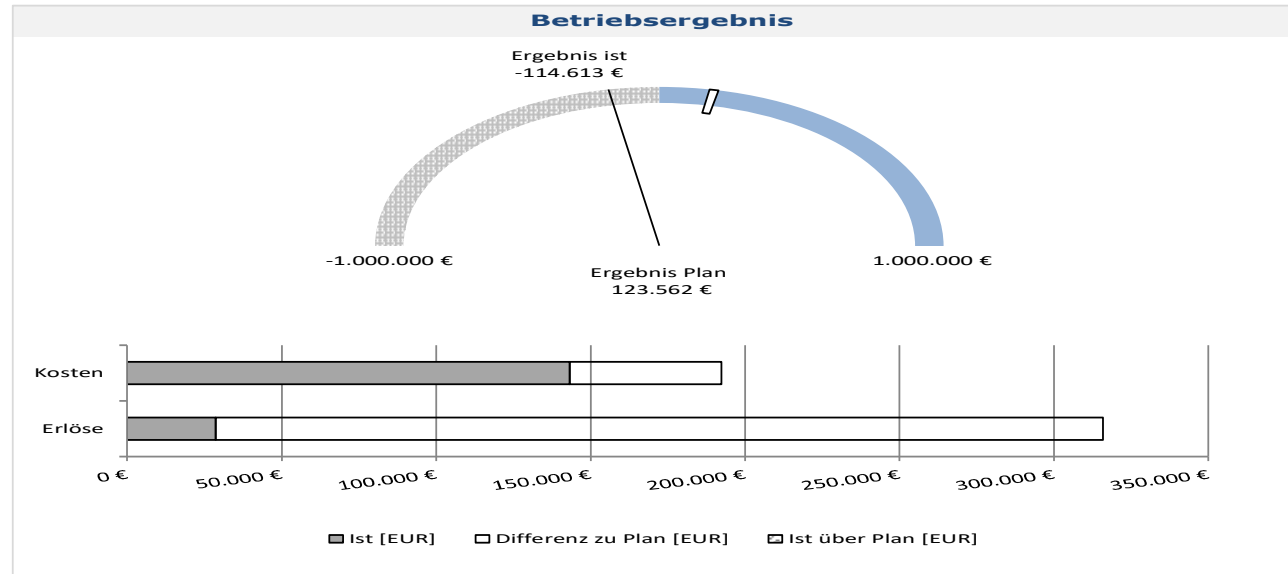 Betriebsergebnis
Ergebnis ist
-114.613 €
-1.000.000 €
1.000.000 €
Ergebnis Plan
123.562 €
Kosten
Erlöse
0 €
50.000 €
100.000 €
150.000 €
200.000 €
250.000 €
300.000 €
350.000 €
Ist [EUR]
Differenz zu Plan [EUR]
Ist über Plan [EUR]